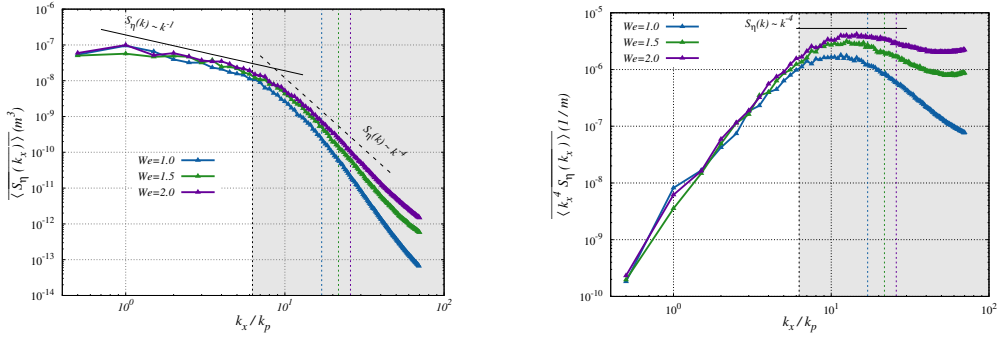 S_η(k) ~ k^-1
10^-7
10^-8
10^-9
10^-10
10^-11
10^-12
10^-13
10^-14
⟨S_η(k_x)⟩ (m^3)
We=1.0
We=1.5
We=2.0
S_η(k) ~ k^-4
10^0
10^1
10^2
k_x / k_p
10^-5
10^-6
10^-7
10^-8
10^-9
10^-10
⟨k_x^4 S_η(k_x)⟩ (1/m)
We=1.0
We=1.5
We=2.0
S_η(k) ~ k^-4
10^0
10^1
10^2
k_x / k_p